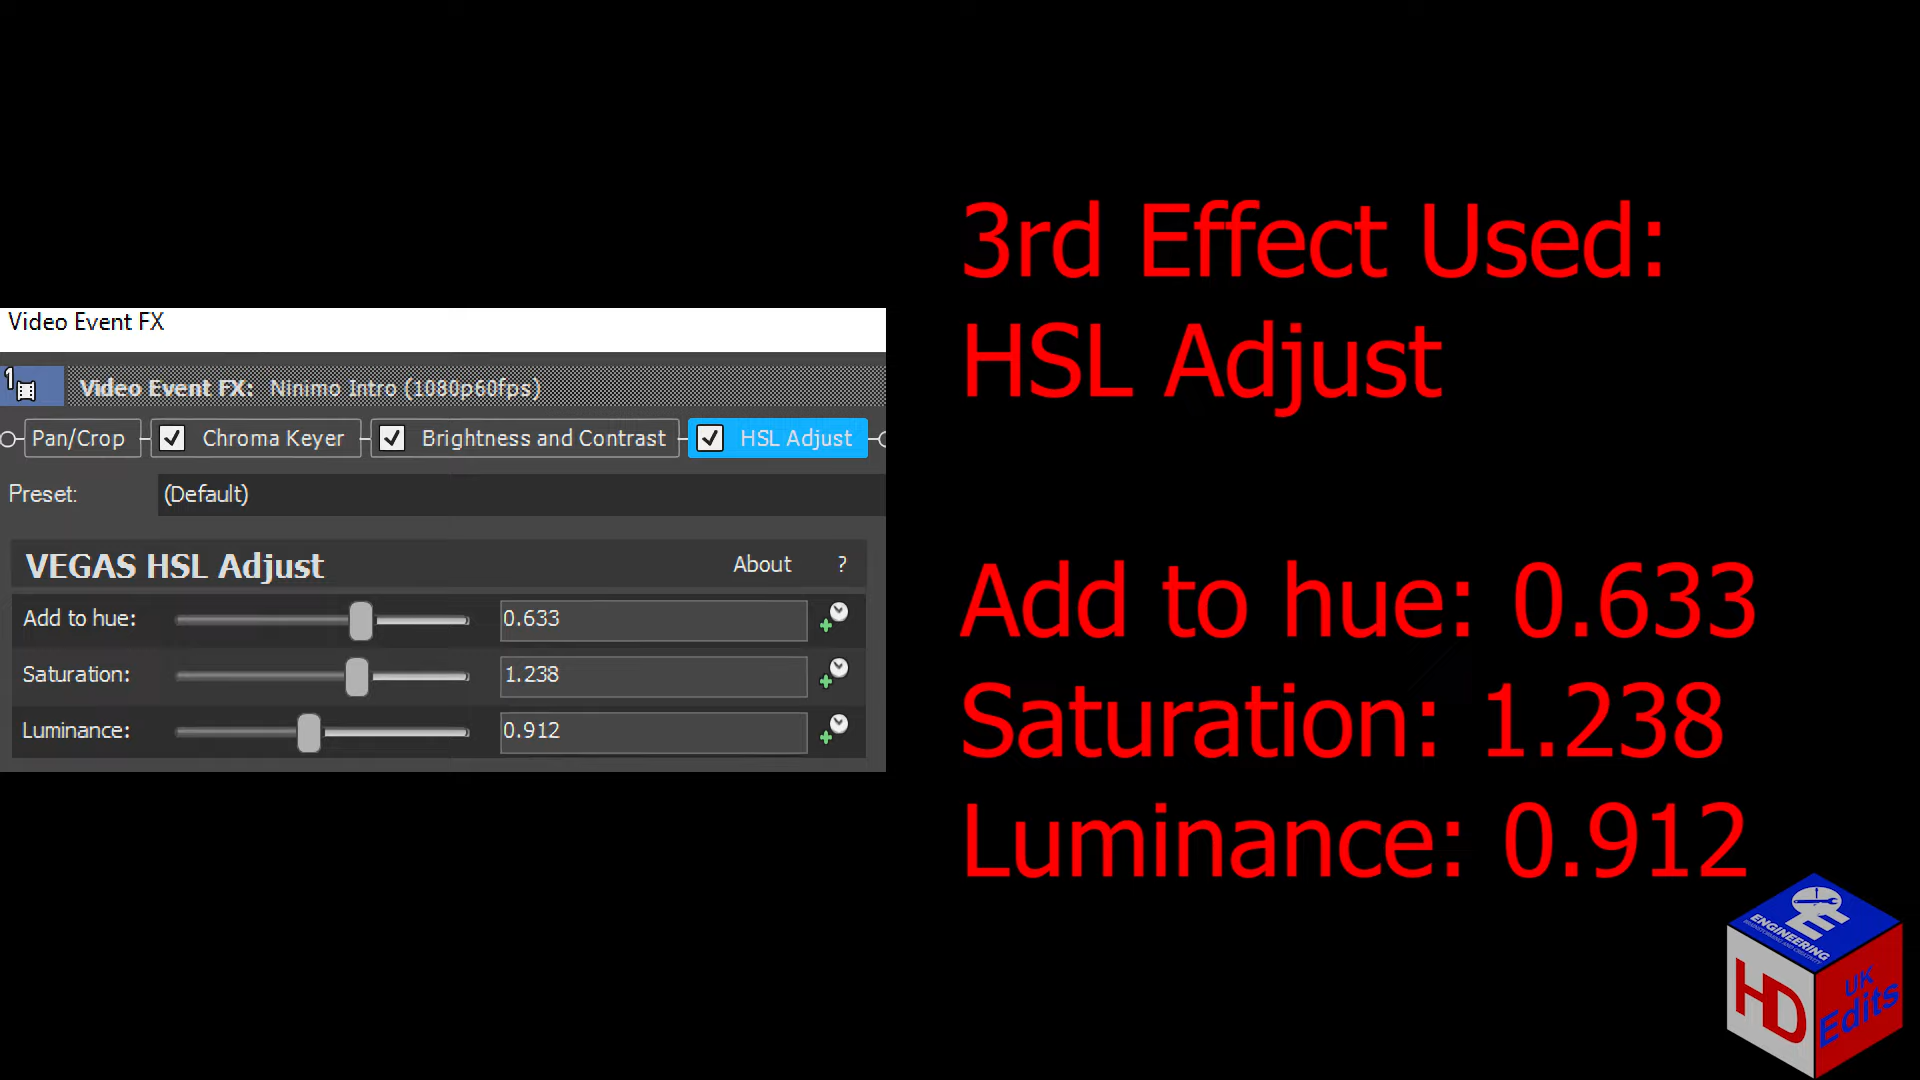 Video Event FX
1
Video Event FX: Ninimo Intro (1080p60fps)
Pan/Crop Chroma Keyer Brightness and Contrast HSL Adjust
Preset: (Default)
VEGAS HSL Adjust About ?
Add to hue: 0.633
Saturation: 1.238
Luminance: 0.912
3rd Effect Used:
HSL Adjust
Add to hue: 0.633
Saturation: 1.238
Luminance: 0.912
E
ENGINEERING
HD
UK
Edits